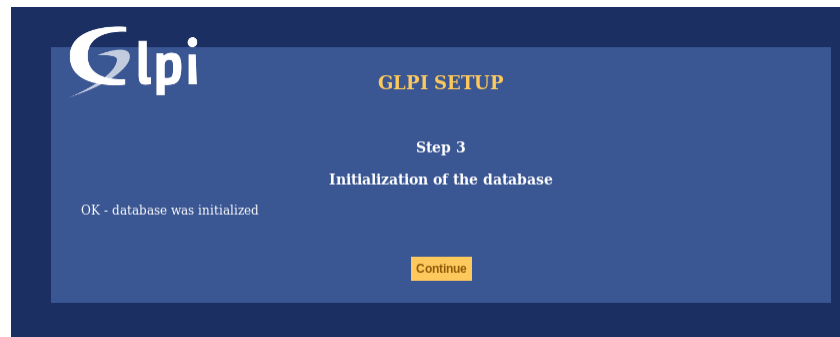 Glpi
GLPI SETUP
Step 3
Initialization of the database
OK - database was initialized
Continue